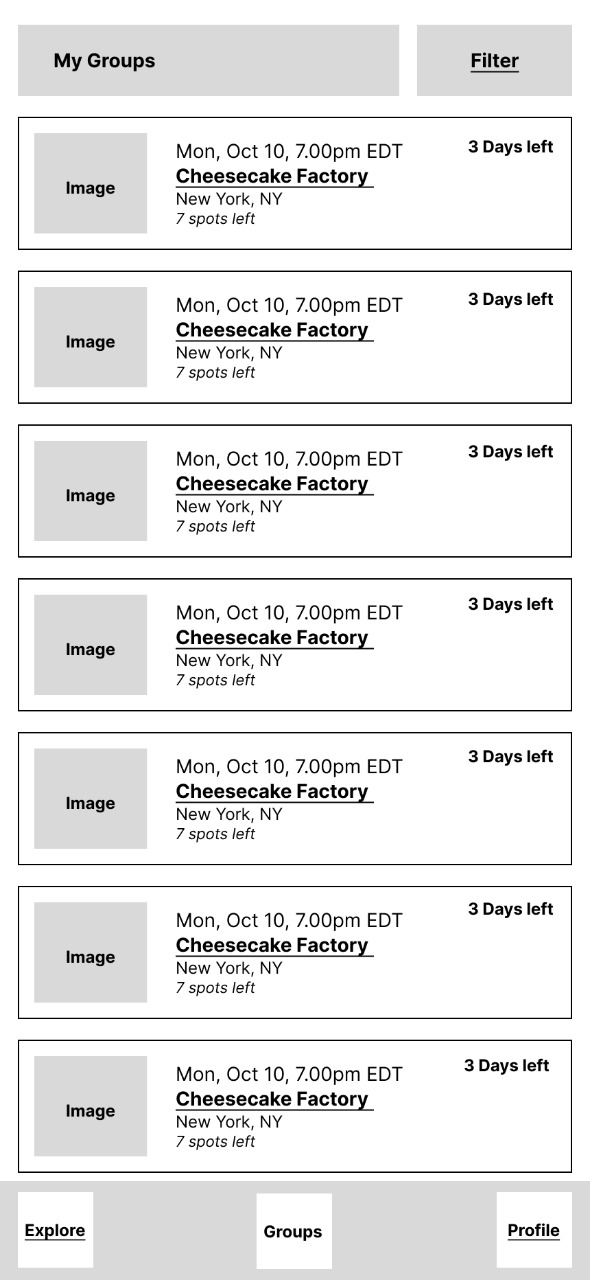 My Groups
Filter
Mon, Oct 10, 7.00pm EDT
3 Days left
Image
Cheesecake Factory
New York, NY
7 spots left
Mon, Oct 10, 7.00pm EDT
3 Days left
Image
Cheesecake Factory
New York, NY
7 spots left
Mon, Oct 10, 7.00pm EDT
3 Days left
Image
Cheesecake Factory
New York, NY
7 spots left
Mon, Oct 10, 7.00pm EDT
3 Days left
Image
Cheesecake Factory
New York, NY
7 spots left
Mon, Oct 10, 7.00pm EDT
3 Days left
Image
Cheesecake Factory
New York, NY
7 spots left
Mon, Oct 10, 7.00pm EDT
3 Days left
Image
Cheesecake Factory
New York, NY
7 spots left
Mon, Oct 10, 7.00pm EDT
3 Days left
Image
Cheesecake Factory
New York, NY
7 spots left
Explore
Groups
Profile